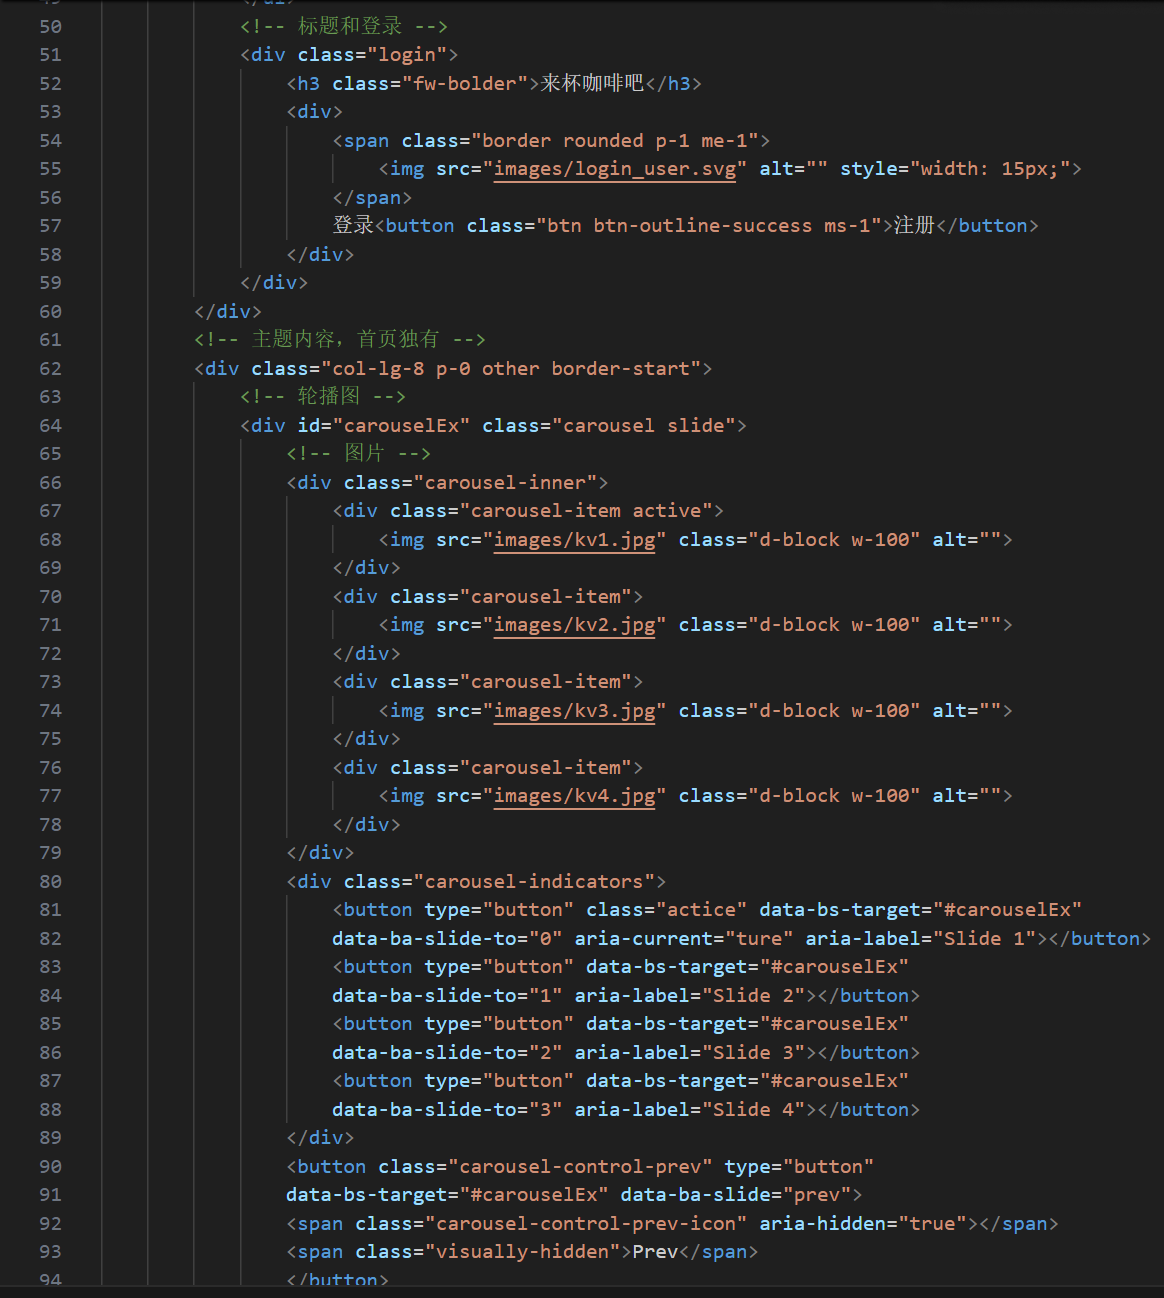 50 <!-- 标题和登录 -->
51 <div class="login">
52 <h3 class="fw-bolder">来杯咖啡吧</h3>
53 <div>
54 <span class="border rounded p-1 me-1">
55 <img src="images/login_user.svg" alt="" style="width: 15px;">
56 </span>
57 登录<button class="btn btn-outline-success ms-1">注册</button>
58 </div>
59 </div>
60 </div>
61 <!-- 主题内容，首页独有 -->
62 <div class="col-lg-8 p-0 other border-start">
63 <!-- 轮播图 -->
64 <div id="carouselEx" class="carousel slide">
65 <!-- 图片 -->
66 <div class="carousel-inner">
67 <div class="carousel-item active">
68 <img src="images/kv1.jpg" class="d-block w-100" alt="">
69 </div>
70 <div class="carousel-item">
71 <img src="images/kv2.jpg" class="d-block w-100" alt="">
72 </div>
73 <div class="carousel-item">
74 <img src="images/kv3.jpg" class="d-block w-100" alt="">
75 </div>
76 <div class="carousel-item">
77 <img src="images/kv4.jpg" class="d-block w-100" alt="">
78 </div>
79 </div>
80 <div class="carousel-indicators">
81 <button type="button" class="actice" data-bs-target="#carouselEx"
82 data-ba-slide-to="0" aria-current="ture" aria-label="Slide 1"></button>
83 <button type="button" data-bs-target="#carouselEx"
84 data-ba-slide-to="1" aria-label="Slide 2"></button>
85 <button type="button" data-bs-target="#carouselEx"
86 data-ba-slide-to="2" aria-label="Slide 3"></button>
87 <button type="button" data-bs-target="#carouselEx"
88 data-ba-slide-to="3" aria-label="Slide 4"></button>
89 </div>
90 <button class="carousel-control-prev" type="button"
91 data-bs-target="#carouselEx" data-ba-slide="prev">
92 <span class="carousel-control-prev-icon" aria-hidden="true"></span>
93 <span class="visually-hidden">Prev</span>
94 </button>